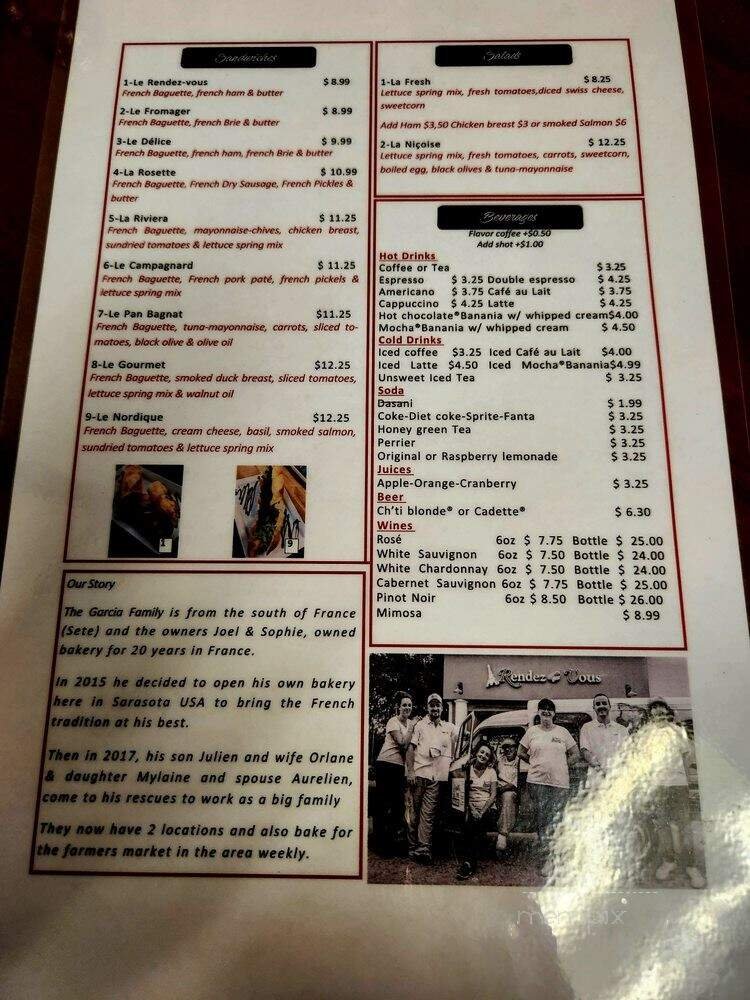 Sandwiches
1-Le Rendez-vous $ 8.99
French Baguette, french ham & butter
2-Le Fromager $ 8.99
French Baguette, french Brie & butter
3-Le Délice $ 9.99
French Baguette, french ham, french Brie & butter
4-La Rosette $ 10.99
French Baguette, French Dry Sausage, French Pickles &
butter
5-La Riviera $ 11.25
French Baguette, mayonnaise-chives, chicken breast,
sundried tomatoes & lettuce spring mix
6-Le Campagnard $ 11.25
French Baguette, French pork paté, french pickels &
lettuce spring mix
7-Le Pan Bagnat $11.25
French Baguette, tuna-mayonnaise, carrots, sliced to-
matoes, black olive & olive oil
8-Le Gourmet $12.25
French Baguette, smoked duck breast, sliced tomatoes,
lettuce spring mix & walnut oil
9-Le Nordique $12.25
French Baguette, cream cheese, basil, smoked salmon,
sundried tomatoes & lettuce spring mix
1
9
Our Story
The Garcia Family is from the south of France
(Sete) and the owners Joel & Sophie, owned
bakery for 20 years in France.
In 2015 he decided to open his own bakery
here in Sarasota USA to bring the French
tradition at his best.
Then in 2017, his son Julien and wife Orlane
& daughter Mylaine and spouse Aurelien,
come to his rescues to work as a big family
They now have 2 locations and also bake for
the farmers market in the area weekly.
Salads
1-La Fresh $ 8.25
Lettuce spring mix, fresh tomatoes,diced swiss cheese,
sweetcorn
Add Ham $3,50 Chicken breast $3 or smoked Salmon $6
2-La Niçoise $ 12.25
Lettuce spring mix, fresh tomatoes, carrots, sweetcorn,
boiled egg, black olives & tuna-mayonnaise
Beverages
Flavor coffee +$0.50
Add shot +$1.00
Hot Drinks
Coffee or Tea $ 3.25
Espresso $ 3.25 Double espresso $ 4.25
Americano $ 3.75 Café au Lait $ 3.75
Cappuccino $ 4.25 Latte $ 4.25
Hot chocolate®Banania w/ whipped cream$4.00
Mocha®Banania w/ whipped cream $ 4.50
Cold Drinks
Iced coffee $3.25 Iced Café au Lait $4.00
Iced Latte $4.50 Iced Mocha®Banania$4.99
Unsweet Iced Tea $ 3.25
Soda
Dasani $ 1.99
Coke-Diet coke-Sprite-Fanta $ 3.25
Honey green Tea $ 3.25
Perrier $ 3.25
Original or Raspberry lemonade $ 3.25
Juices
Apple-Orange-Cranberry $ 3.25
Beer
Ch'ti blonde® or Cadette® $ 6.30
Wines
Rosé 6oz $ 7.75 Bottle $ 25.00
White Sauvignon 6oz $ 7.50 Bottle $ 24.00
White Chardonnay 6oz $ 7.50 Bottle $ 24.00
Cabernet Sauvignon 6oz $ 7.75 Bottle $ 25.00
Pinot Noir 6oz $ 8.50 Bottle $ 26.00
Mimosa $ 8.99
Rendez Vous